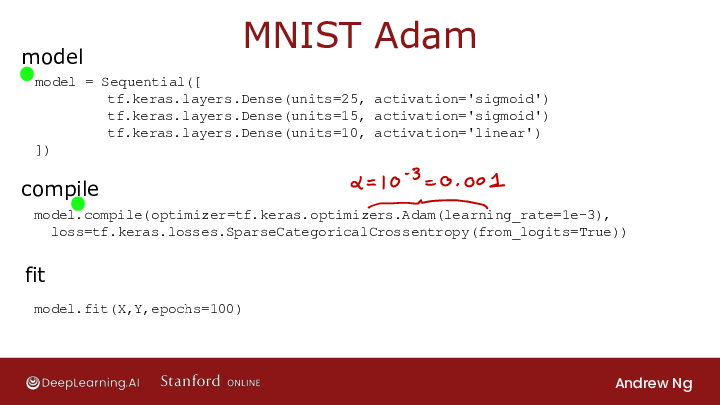 MNIST Adam
model
model = Sequential([
tf.keras.layers.Dense(units=25, activation='sigmoid')
tf.keras.layers.Dense(units=15, activation='sigmoid')
tf.keras.layers.Dense(units=10, activation='linear')
])
α=10⁻³=0.001
compile
model.compile(optimizer=tf.keras.optimizers.Adam(learning_rate=1e-3),
loss=tf.keras.losses.SparseCategoricalCrossentropy(from_logits=True))
fit
model.fit(X,Y,epochs=100)
DeepLearning.AI Stanford ONLINE Andrew Ng